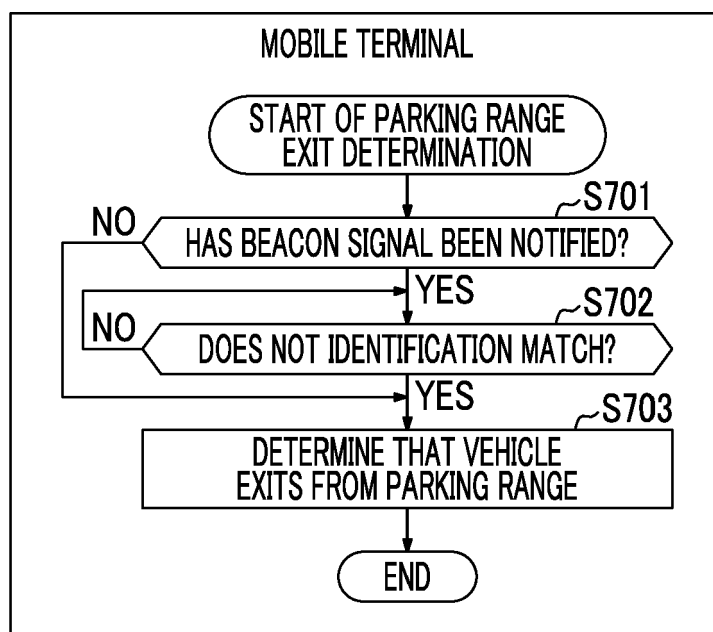 MOBILE TERMINAL
START OF PARKING RANGE
EXIT DETERMINATION
S701
NO
HAS BEACON SIGNAL BEEN NOTIFIED?
YES
S702
NO
DOES NOT IDENTIFICATION MATCH?
YES
S703
DETERMINE THAT VEHICLE
EXITS FROM PARKING RANGE
END